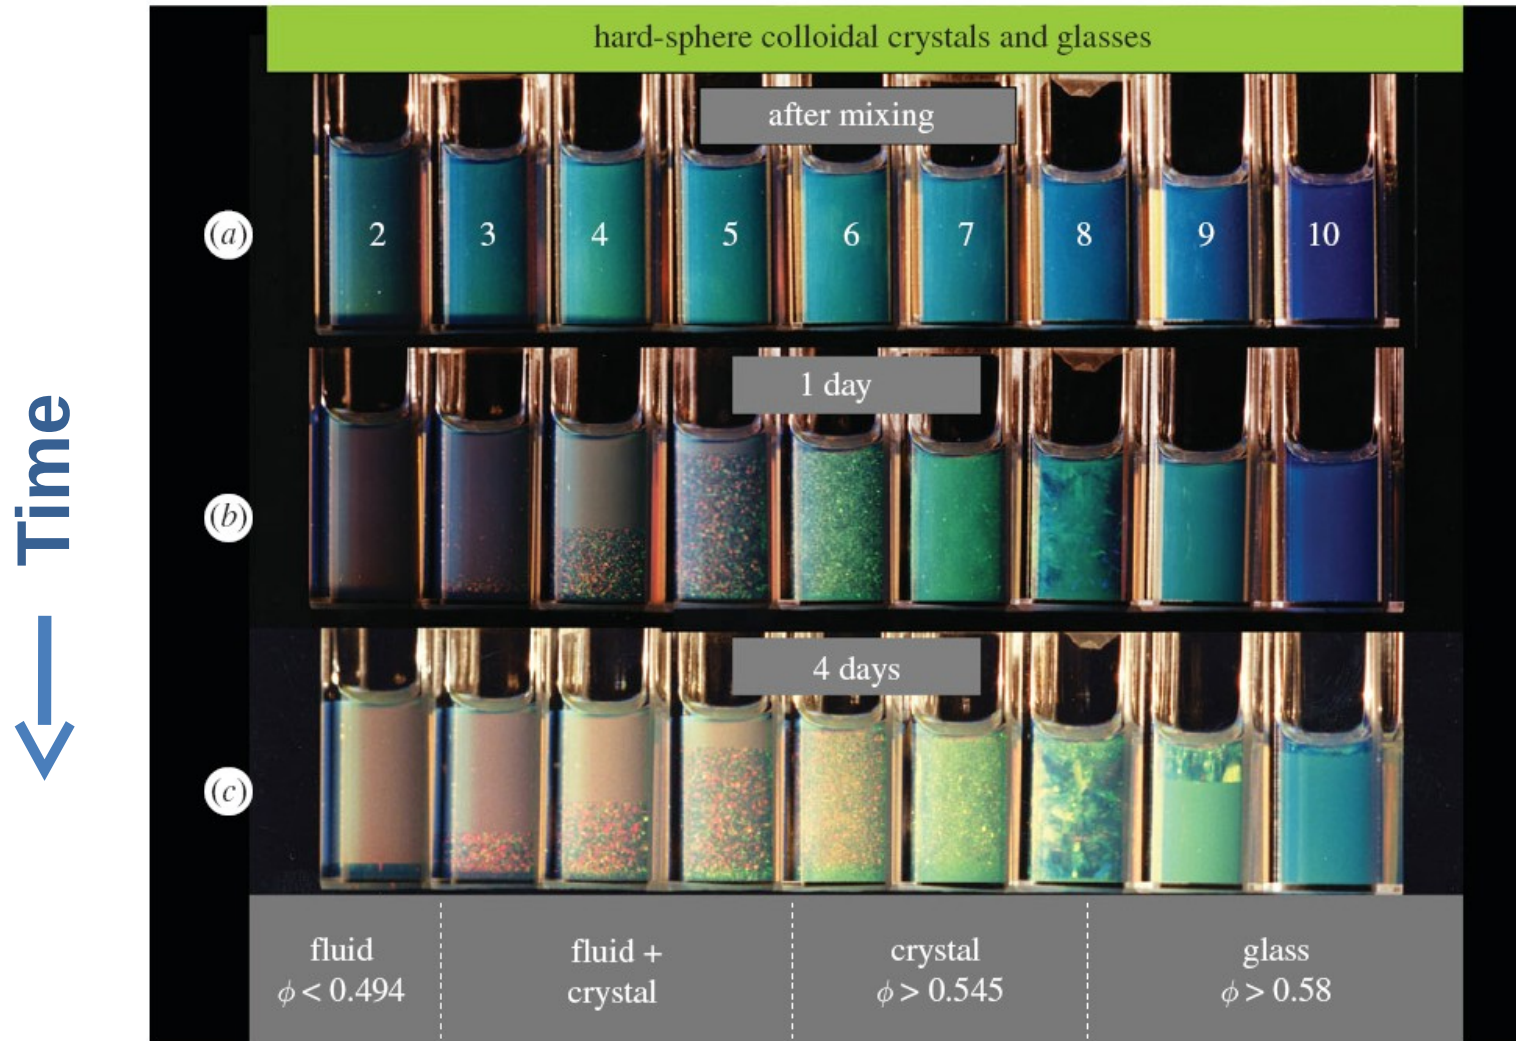 hard-sphere colloidal crystals and glasses
after mixing
(a)
2 3 4 5 6 7 8 9 10
1 day
(b)
Time
4 days
(c)
fluid
ϕ < 0.494
fluid +
crystal
crystal
ϕ > 0.545
glass
ϕ > 0.58